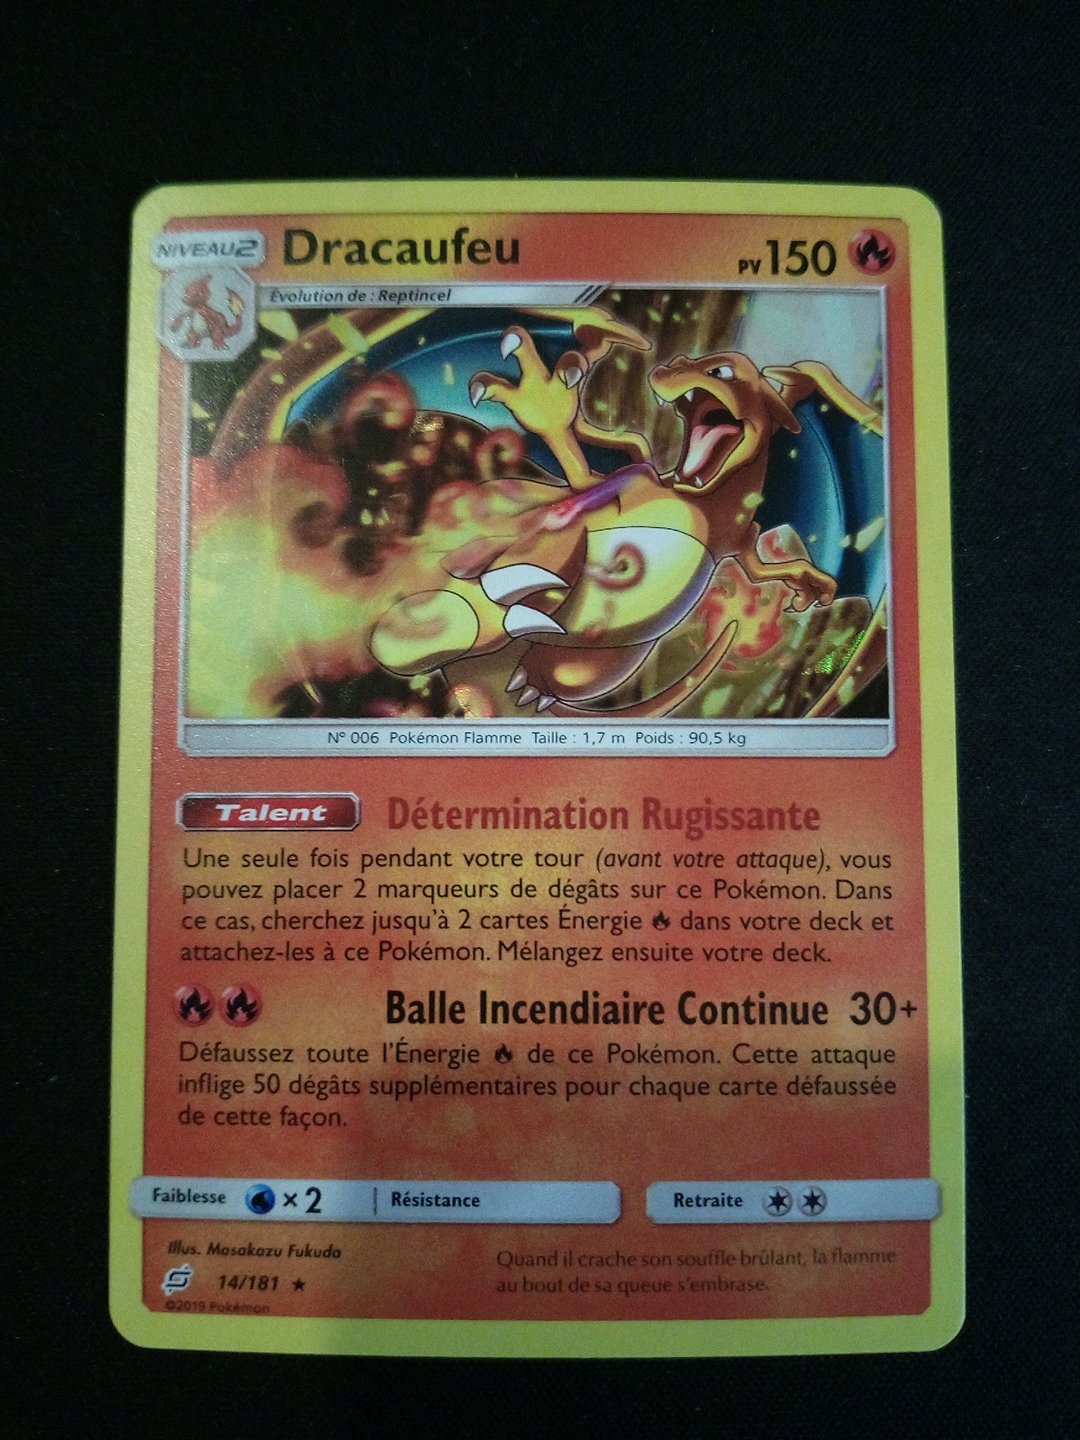 NIVEAU2 Dracaufeu PV150
Évolution de : Reptincel
N° 006 Pokémon Flamme Taille : 1,7 m Poids : 90,5 kg
Talent Détermination Rugissante
Une seule fois pendant votre tour (avant votre attaque), vous
pouvez placer 2 marqueurs de dégâts sur ce Pokémon. Dans
ce cas, cherchez jusqu'à 2 cartes Énergie dans votre deck et
attachez-les à ce Pokémon. Mélangez ensuite votre deck.
Balle Incendiaire Continue 30+
Défaussez toute l'Énergie de ce Pokémon. Cette attaque
inflige 50 dégâts supplémentaires pour chaque carte défaussée
de cette façon.
Faiblesse ×2 Résistance Retraite
Illus. Masakazu Fukuda
14/181 ★
©2019 Pokémon
Quand il crache son souffle brûlant, la flamme
au bout de sa queue s'embrase.